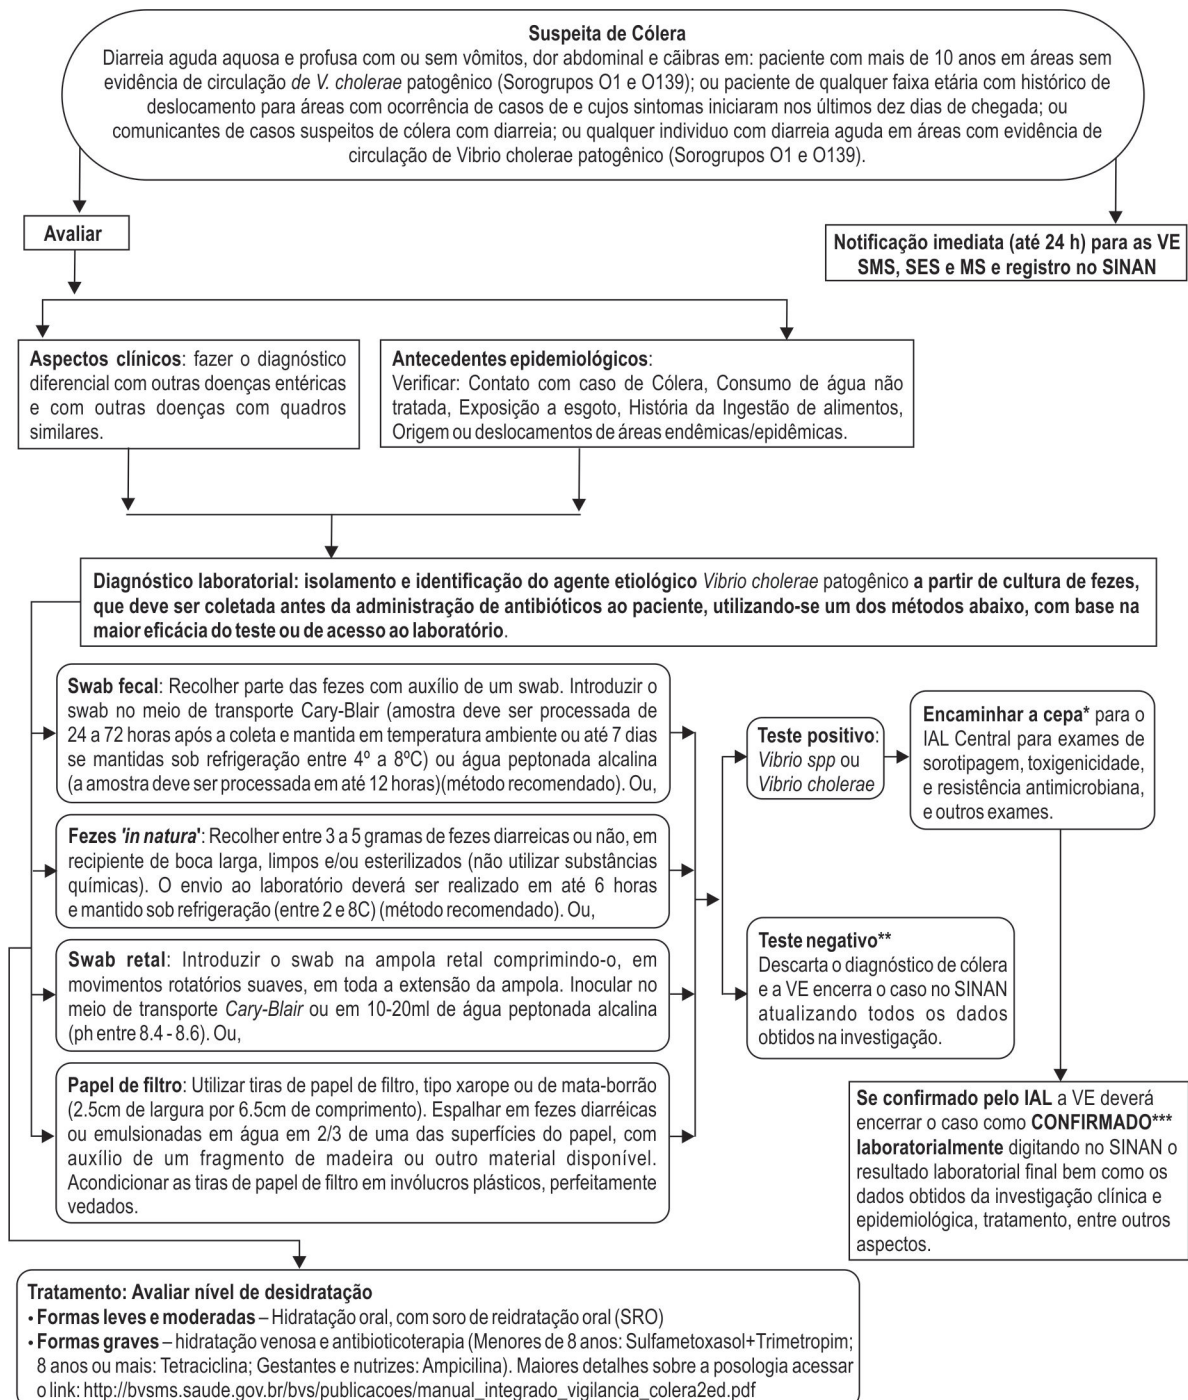 Suspeita de Cólera
Diarreia aguda aquosa e profusa com ou sem vômitos, dor abdominal e cãibras em: paciente com mais de 10 anos em áreas sem
evidência de circulação de V. cholerae patogênico (Sorogrupos O1 e O139); ou paciente de qualquer faixa etária com histórico de
deslocamento para áreas com ocorrência de casos de e cujos sintomas iniciaram nos últimos dez dias de chegada; ou
comunicantes de casos suspeitos de cólera com diarreia; ou qualquer individuo com diarreia aguda em áreas com evidência de
circulação de Vibrio cholerae patogênico (Sorogrupos O1 e O139).
Avaliar
Notificação imediata (até 24 h) para as VE
SMS, SES e MS e registro no SINAN
Aspectos clínicos: fazer o diagnóstico
diferencial com outras doenças entéricas
e com outras doenças com quadros
similares.
Antecedentes epidemiológicos:
Verificar: Contato com caso de Cólera, Consumo de água não
tratada, Exposição a esgoto, História da Ingestão de alimentos,
Origem ou deslocamentos de áreas endêmicas/epidêmicas.
Diagnóstico laboratorial: isolamento e identificação do agente etiológico Vibrio cholerae patogênico a partir de cultura de fezes,
que deve ser coletada antes da administração de antibióticos ao paciente, utilizando-se um dos métodos abaixo, com base na
maior eficácia do teste ou de acesso ao laboratório.
Swab fecal: Recolher parte das fezes com auxílio de um swab. Introduzir o
swab no meio de transporte Cary-Blair (amostra deve ser processada de
24 a 72 horas após a coleta e mantida em temperatura ambiente ou até 7 dias
se mantidas sob refrigeração entre 4º a 8ºC) ou água peptonada alcalina
(a amostra deve ser processada em até 12 horas)(método recomendado). Ou,
Fezes 'in natura': Recolher entre 3 a 5 gramas de fezes diarreicas ou não, em
recipiente de boca larga, limpos e/ou esterilizados (não utilizar substâncias
químicas). O envio ao laboratório deverá ser realizado em até 6 horas
e mantido sob refrigeração (entre 2 e 8C) (método recomendado). Ou,
Swab retal: Introduzir o swab na ampola retal comprimindo-o, em
movimentos rotatórios suaves, em toda a extensão da ampola. Inocular no
meio de transporte Cary-Blair ou em 10-20ml de água peptonada alcalina
(ph entre 8.4 - 8.6). Ou,
Papel de filtro: Utilizar tiras de papel de filtro, tipo xarope ou de mata-borrão
(2.5cm de largura por 6.5cm de comprimento). Espalhar em fezes diarréicas
ou emulsionadas em água em 2/3 de uma das superfícies do papel, com
auxílio de um fragmento de madeira ou outro material disponível.
Acondicionar as tiras de papel de filtro em invólucros plásticos, perfeitamente
vedados.
Teste positivo:
Vibrio spp ou
Vibrio cholerae
Encaminhar a cepa* para o
IAL Central para exames de
sorotipagem, toxigenicidade,
e resistência antimicrobiana,
e outros exames.
Teste negativo**
Descarta o diagnóstico de cólera
e a VE encerra o caso no SINAN
atualizando todos os dados
obtidos na investigação.
Se confirmado pelo IAL a VE deverá
encerrar o caso como CONFIRMADO***
laboratorialmente digitando no SINAN o
resultado laboratorial final bem como os
dados obtidos da investigação clínica e
epidemiológica, tratamento, entre outros
aspectos.
Tratamento: Avaliar nível de desidratação
• Formas leves e moderadas – Hidratação oral, com soro de reidratação oral (SRO)
• Formas graves – hidratação venosa e antibioticoterapia (Menores de 8 anos: Sulfametoxasol+Trimetropim;
8 anos ou mais: Tetraciclina; Gestantes e nutrizes: Ampicilina). Maiores detalhes sobre a posologia acessar
o link: http://bvsms.saude.gov.br/bvs/publicacoes/manual_integrado_vigilancia_colera2ed.pdf